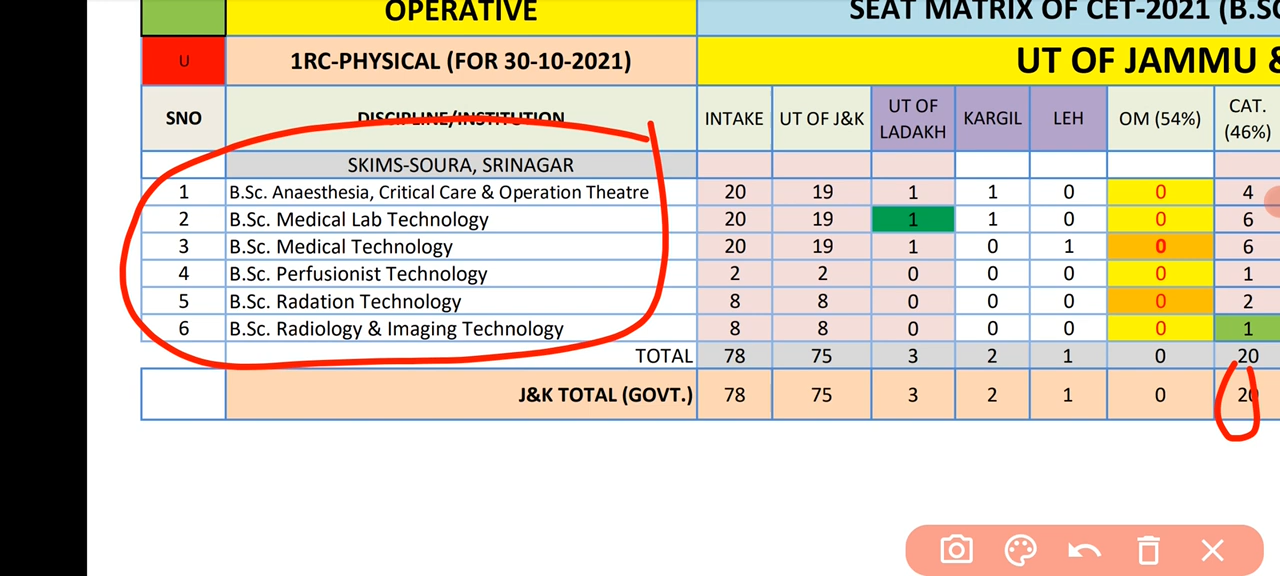 OPERATIVE SEAT MATRIX OF CET-2021 (B.SC
U 1RC-PHYSICAL (FOR 30-10-2021) UT OF JAMMU &
SNO DISCIPLINE/INSTITUTION INTAKE UT OF J&K UT OF LADAKH KARGIL LEH OM (54%) CAT. (46%)
SKIMS-SOURA, SRINAGAR
1 B.Sc. Anaesthesia, Critical Care & Operation Theatre 20 19 1 1 0 0 4
2 B.Sc. Medical Lab Technology 20 19 1 1 0 0 6
3 B.Sc. Medical Technology 20 19 1 0 1 0 6
4 B.Sc. Perfusionist Technology 2 2 0 0 0 0 1
5 B.Sc. Radation Technology 8 8 0 0 0 0 2
6 B.Sc. Radiology & Imaging Technology 8 8 0 0 0 0 1
TOTAL 78 75 3 2 1 0 20
J&K TOTAL (GOVT.) 78 75 3 2 1 0 20